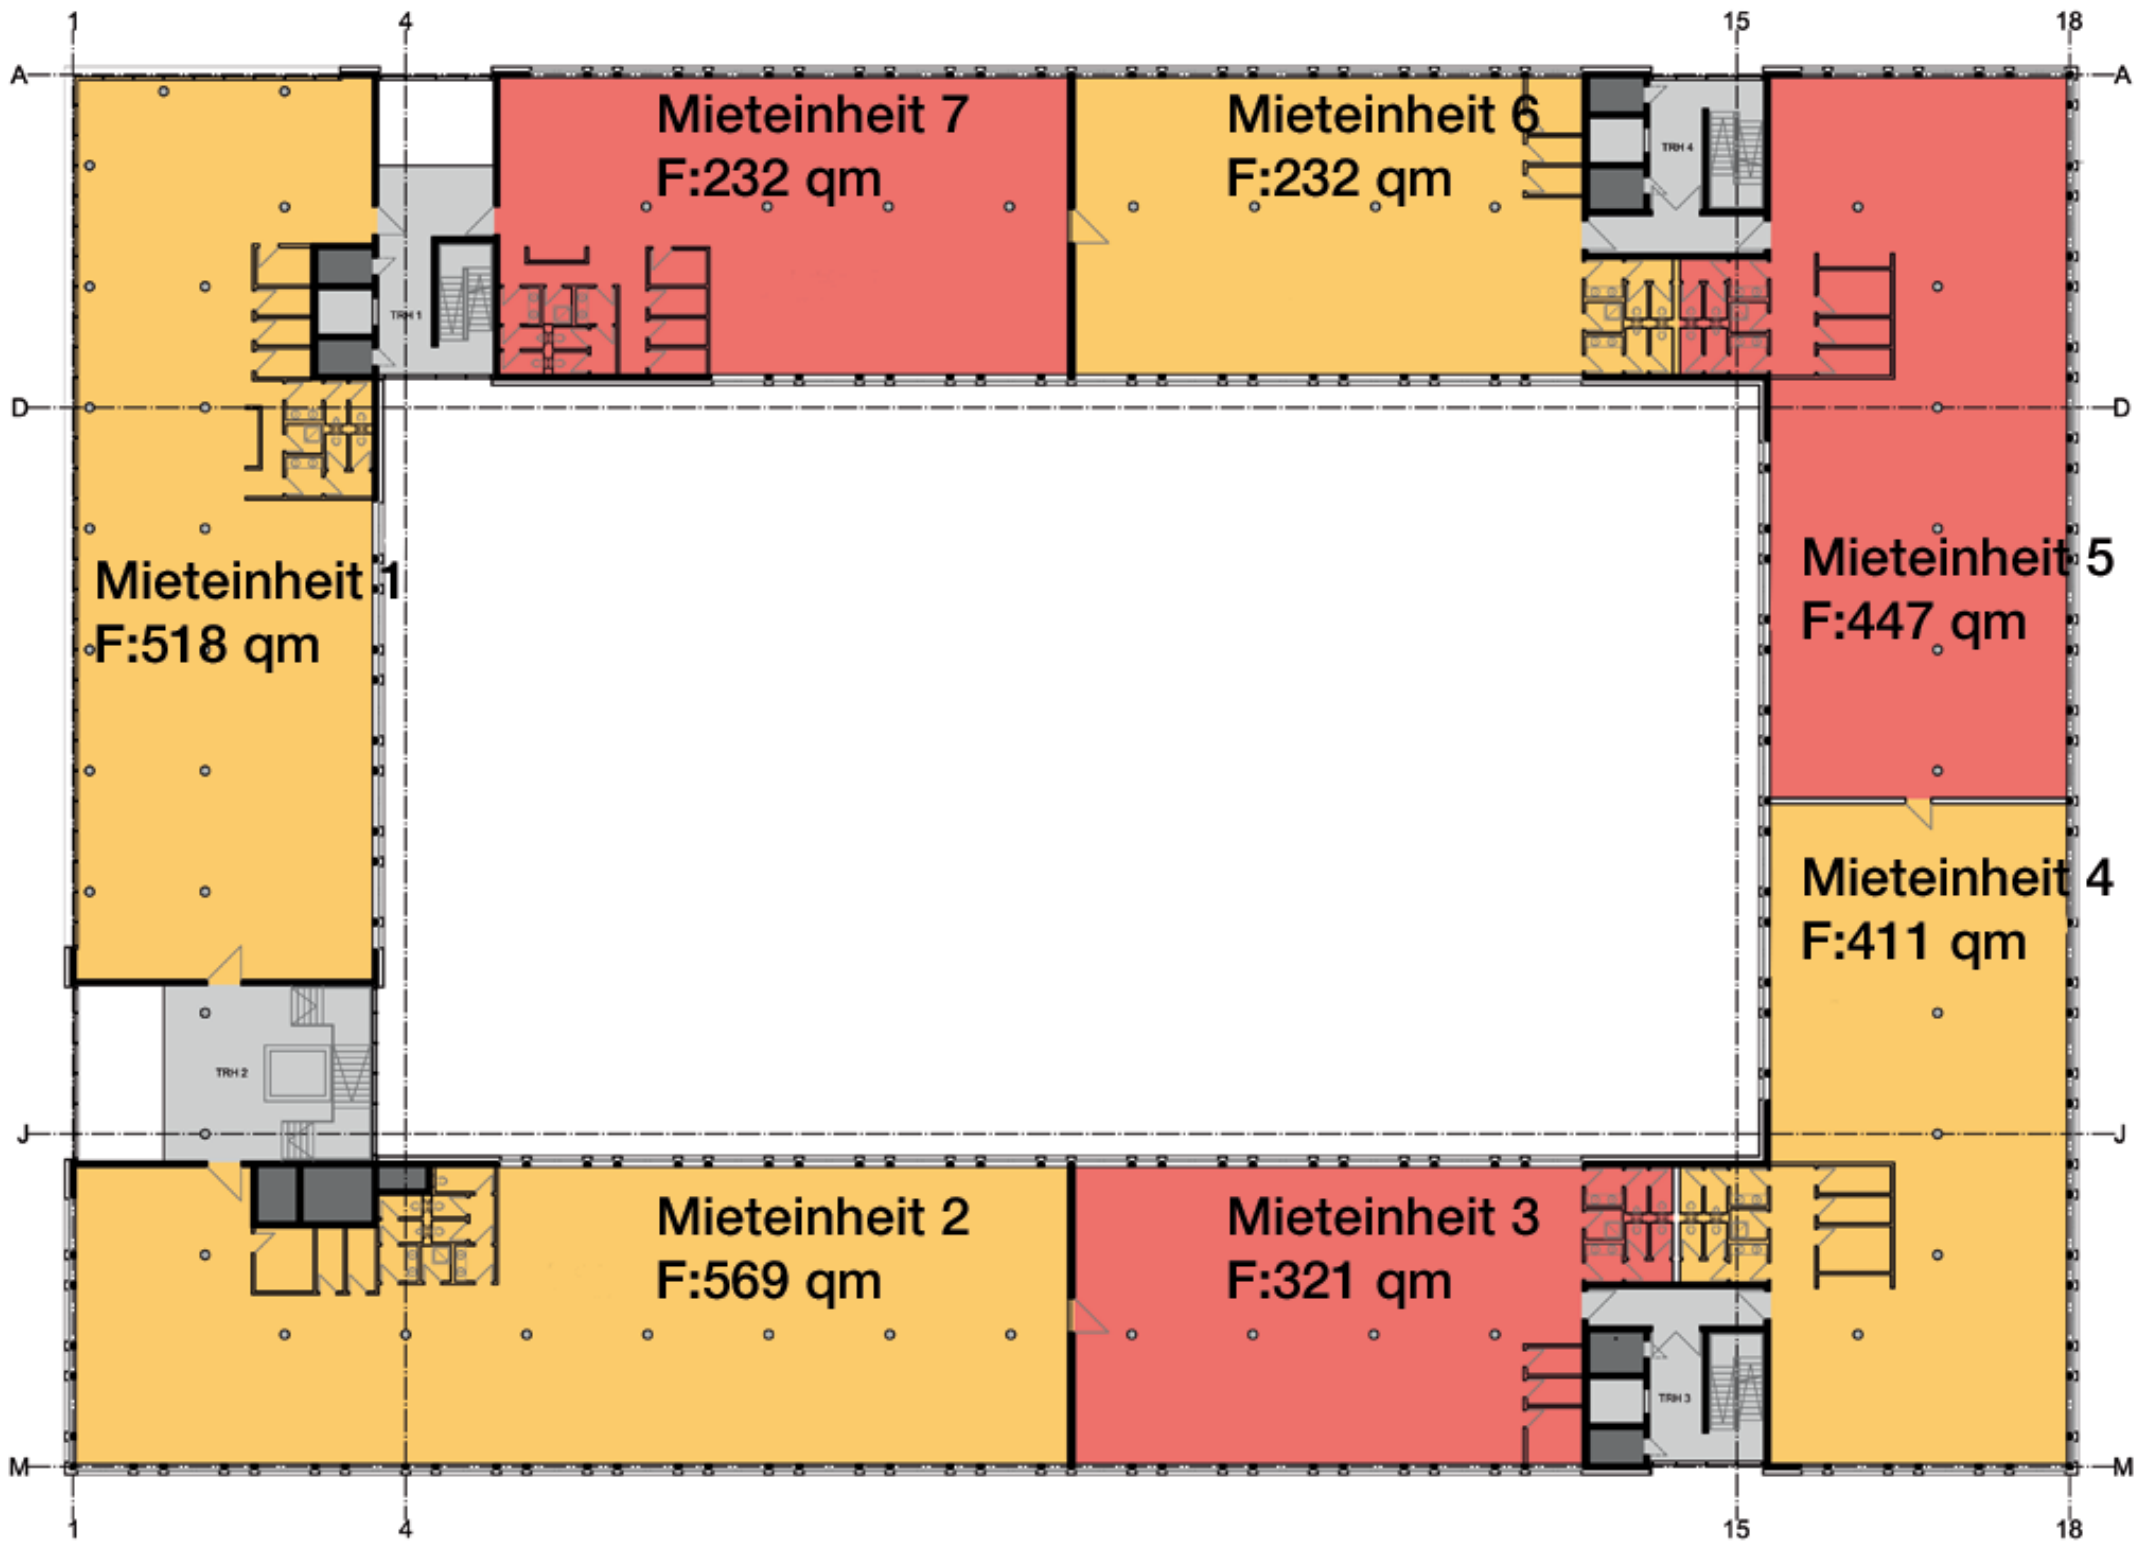 1 4 15 18
A A
Mieteinheit 7
F:232 qm
Mieteinheit 6
F:232 qm
TRH 4
TRH 1
D D
Mieteinheit 1
F:518 qm
Mieteinheit 5
F:447 qm
Mieteinheit 4
F:411 qm
TRH 2
J J
Mieteinheit 2
F:569 qm
Mieteinheit 3
F:321 qm
TRH 3
M M
1 4 15 18